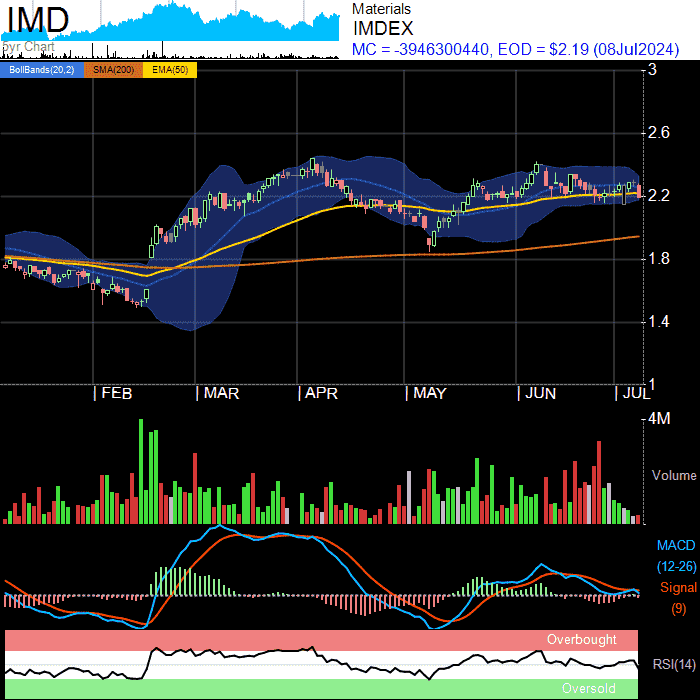 IMD
5yr Chart
Materials
IMDEX
MC = -3946300440, EOD = $2.19 (08Jul2024)
BollBands(20,2) SMA(200) EMA(50)
3
2.6
2.2
1.8
1.4
1
FEB MAR APR MAY JUN JUL
4M
Volume
MACD
(12-26)
Signal
(9)
Overbought
RSI(14)
Oversold